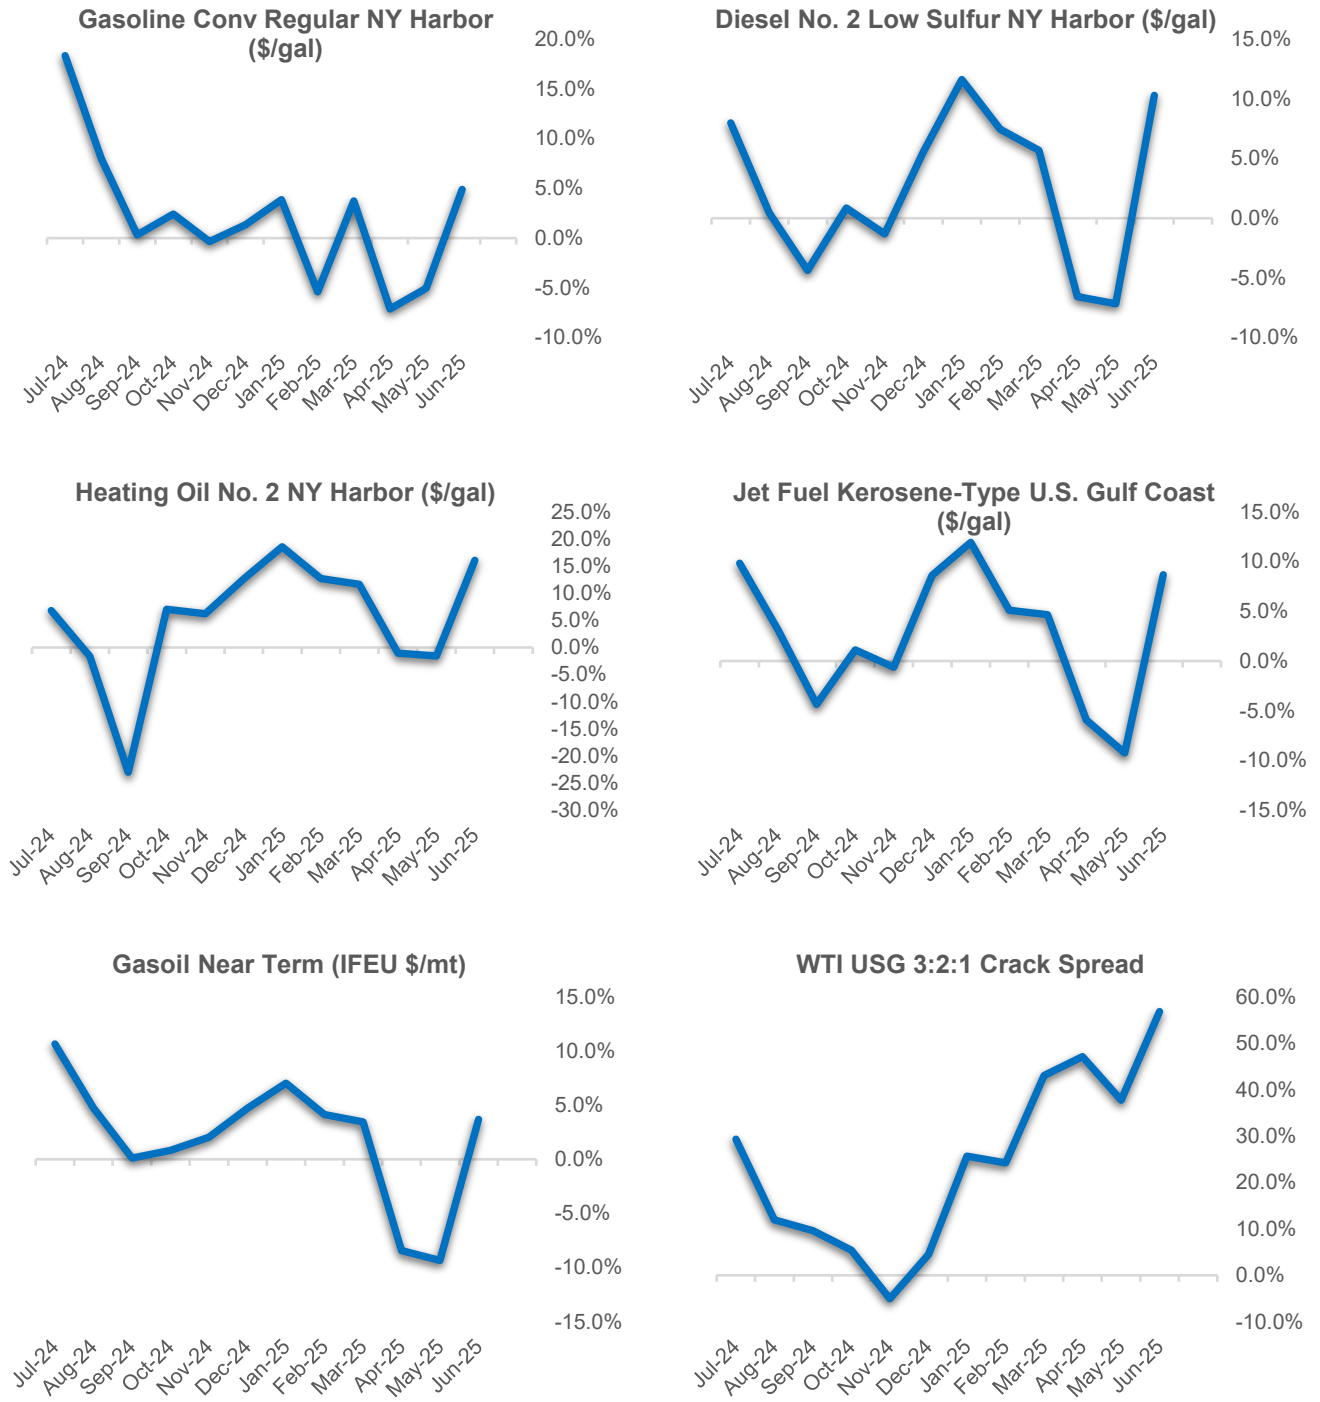 Gasoline Conv Regular NY Harbor
($/gal)
20.0%
15.0%
10.0%
5.0%
0.0%
-5.0%
-10.0%
Jul-24
Aug-24
Sep-24
Oct-24
Nov-24
Dec-24
Jan-25
Feb-25
Mar-25
Apr-25
May-25
Jun-25
Diesel No. 2 Low Sulfur NY Harbor ($/gal)
15.0%
10.0%
5.0%
0.0%
-5.0%
-10.0%
Jul-24
Aug-24
Sep-24
Oct-24
Nov-24
Dec-24
Jan-25
Feb-25
Mar-25
Apr-25
May-25
Jun-25
Heating Oil No. 2 NY Harbor ($/gal)
25.0%
20.0%
15.0%
10.0%
5.0%
0.0%
-5.0%
-10.0%
-15.0%
-20.0%
-25.0%
-30.0%
Jul-24
Aug-24
Sep-24
Oct-24
Nov-24
Dec-24
Jan-25
Feb-25
Mar-25
Apr-25
May-25
Jun-25
Jet Fuel Kerosene-Type U.S. Gulf Coast
($/gal)
15.0%
10.0%
5.0%
0.0%
-5.0%
-10.0%
-15.0%
Jul-24
Aug-24
Sep-24
Oct-24
Nov-24
Dec-24
Jan-25
Feb-25
Mar-25
Apr-25
May-25
Jun-25
Gasoil Near Term (IFEU $/mt)
15.0%
10.0%
5.0%
0.0%
-5.0%
-10.0%
-15.0%
Jul-24
Aug-24
Sep-24
Oct-24
Nov-24
Dec-24
Jan-25
Feb-25
Mar-25
Apr-25
May-25
Jun-25
WTI USG 3:2:1 Crack Spread
60.0%
50.0%
40.0%
30.0%
20.0%
10.0%
0.0%
-10.0%
Jul-24
Aug-24
Sep-24
Oct-24
Nov-24
Dec-24
Jan-25
Feb-25
Mar-25
Apr-25
May-25
Jun-25